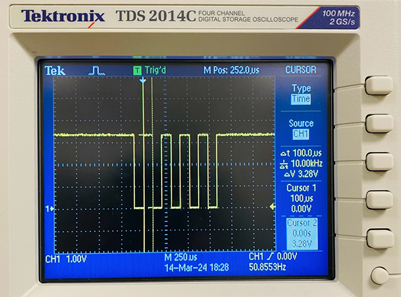 Tektronix TDS 2014C FOUR CHANNEL DIGITAL STORAGE OSCILLOSCOPE 100 MHz 2 GS/s
Tek T Trig'd M Pos: 252.0µs CURSOR
Type
Time
Source
CH1
Δt 100.0µs
1/Δt 10.00kHz
ΔV 3.28V
Cursor 1
100µs
0.00V
Cursor 2
0.00s
3.28V
1
CH1 1.00V M 250µs CH1 / 0.00V
14-Mar-24 18:28 50.8553Hz